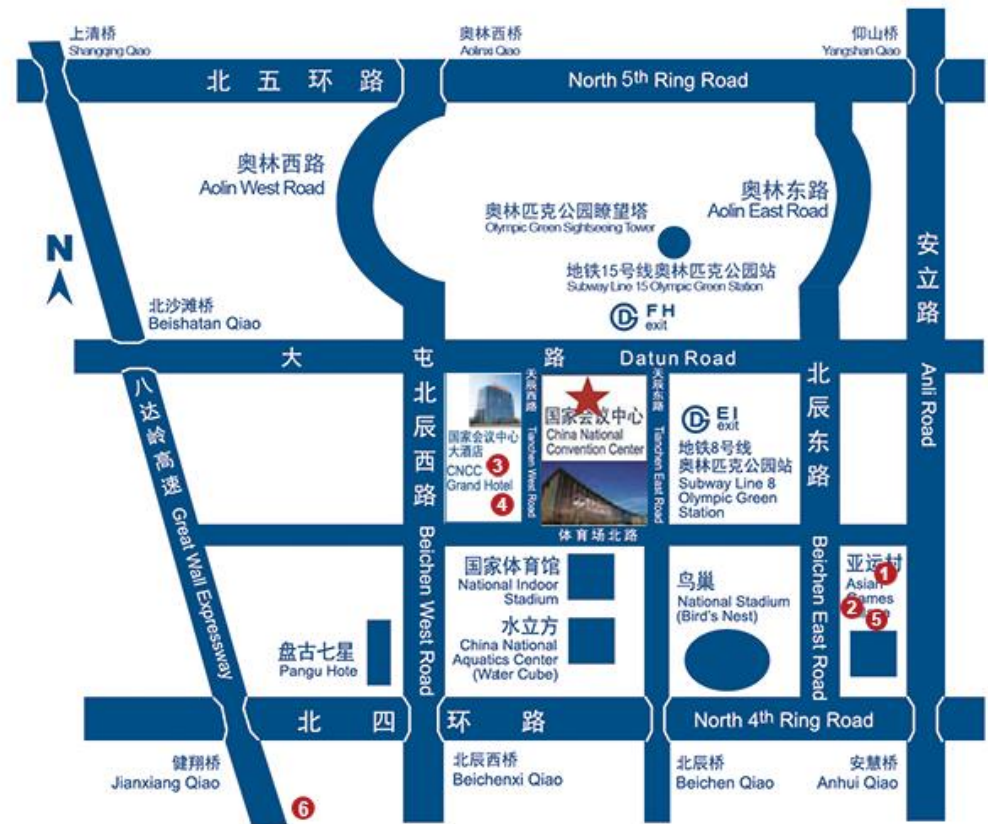 上清桥
Shangqing Qiao
奥林西桥
Aolinxi Qiao
仰山桥
Yangshan Qiao
北五环路
North 5th Ring Road
奥林西路
Aolin West Road
奥林东路
Aolin East Road
奥林匹克公园瞭望塔
Olympic Green Sightseeing Tower
地铁15号线奥林匹克公园站
Subway Line 15 Olympic Green Station
FH
exit
N
安立路
Anli Road
北沙滩桥
Beishatan Qiao
大屯路 Datun Road
八达岭高速 Great Wall Expressway
北辰西路 Beichen West Road
国家会议中心
大酒店
CNCC
Grand Hotel
3
4
天辰西路 Tianchen West Road
国家会议中心
China National
Convention Center
天辰东路 Tianchen East Road
EI
exit
地铁8号线
奥林匹克公园站
Subway Line 8
Olympic Green
Station
北辰东路 Beichen East Road
体育场北路
国家体育馆
National Indoor
Stadium
水立方
China National
Aquatics Center
(Water Cube)
鸟巢
National Stadium
(Bird's Nest)
亚运村
1
Asian
Games
2
5
盘古七星
Pangu Hote
北四环路
North 4th Ring Road
健翔桥
Jianxiang Qiao
北辰西桥
Beichenxi Qiao
北辰桥
Beichen Qiao
安慧桥
Anhui Qiao
6